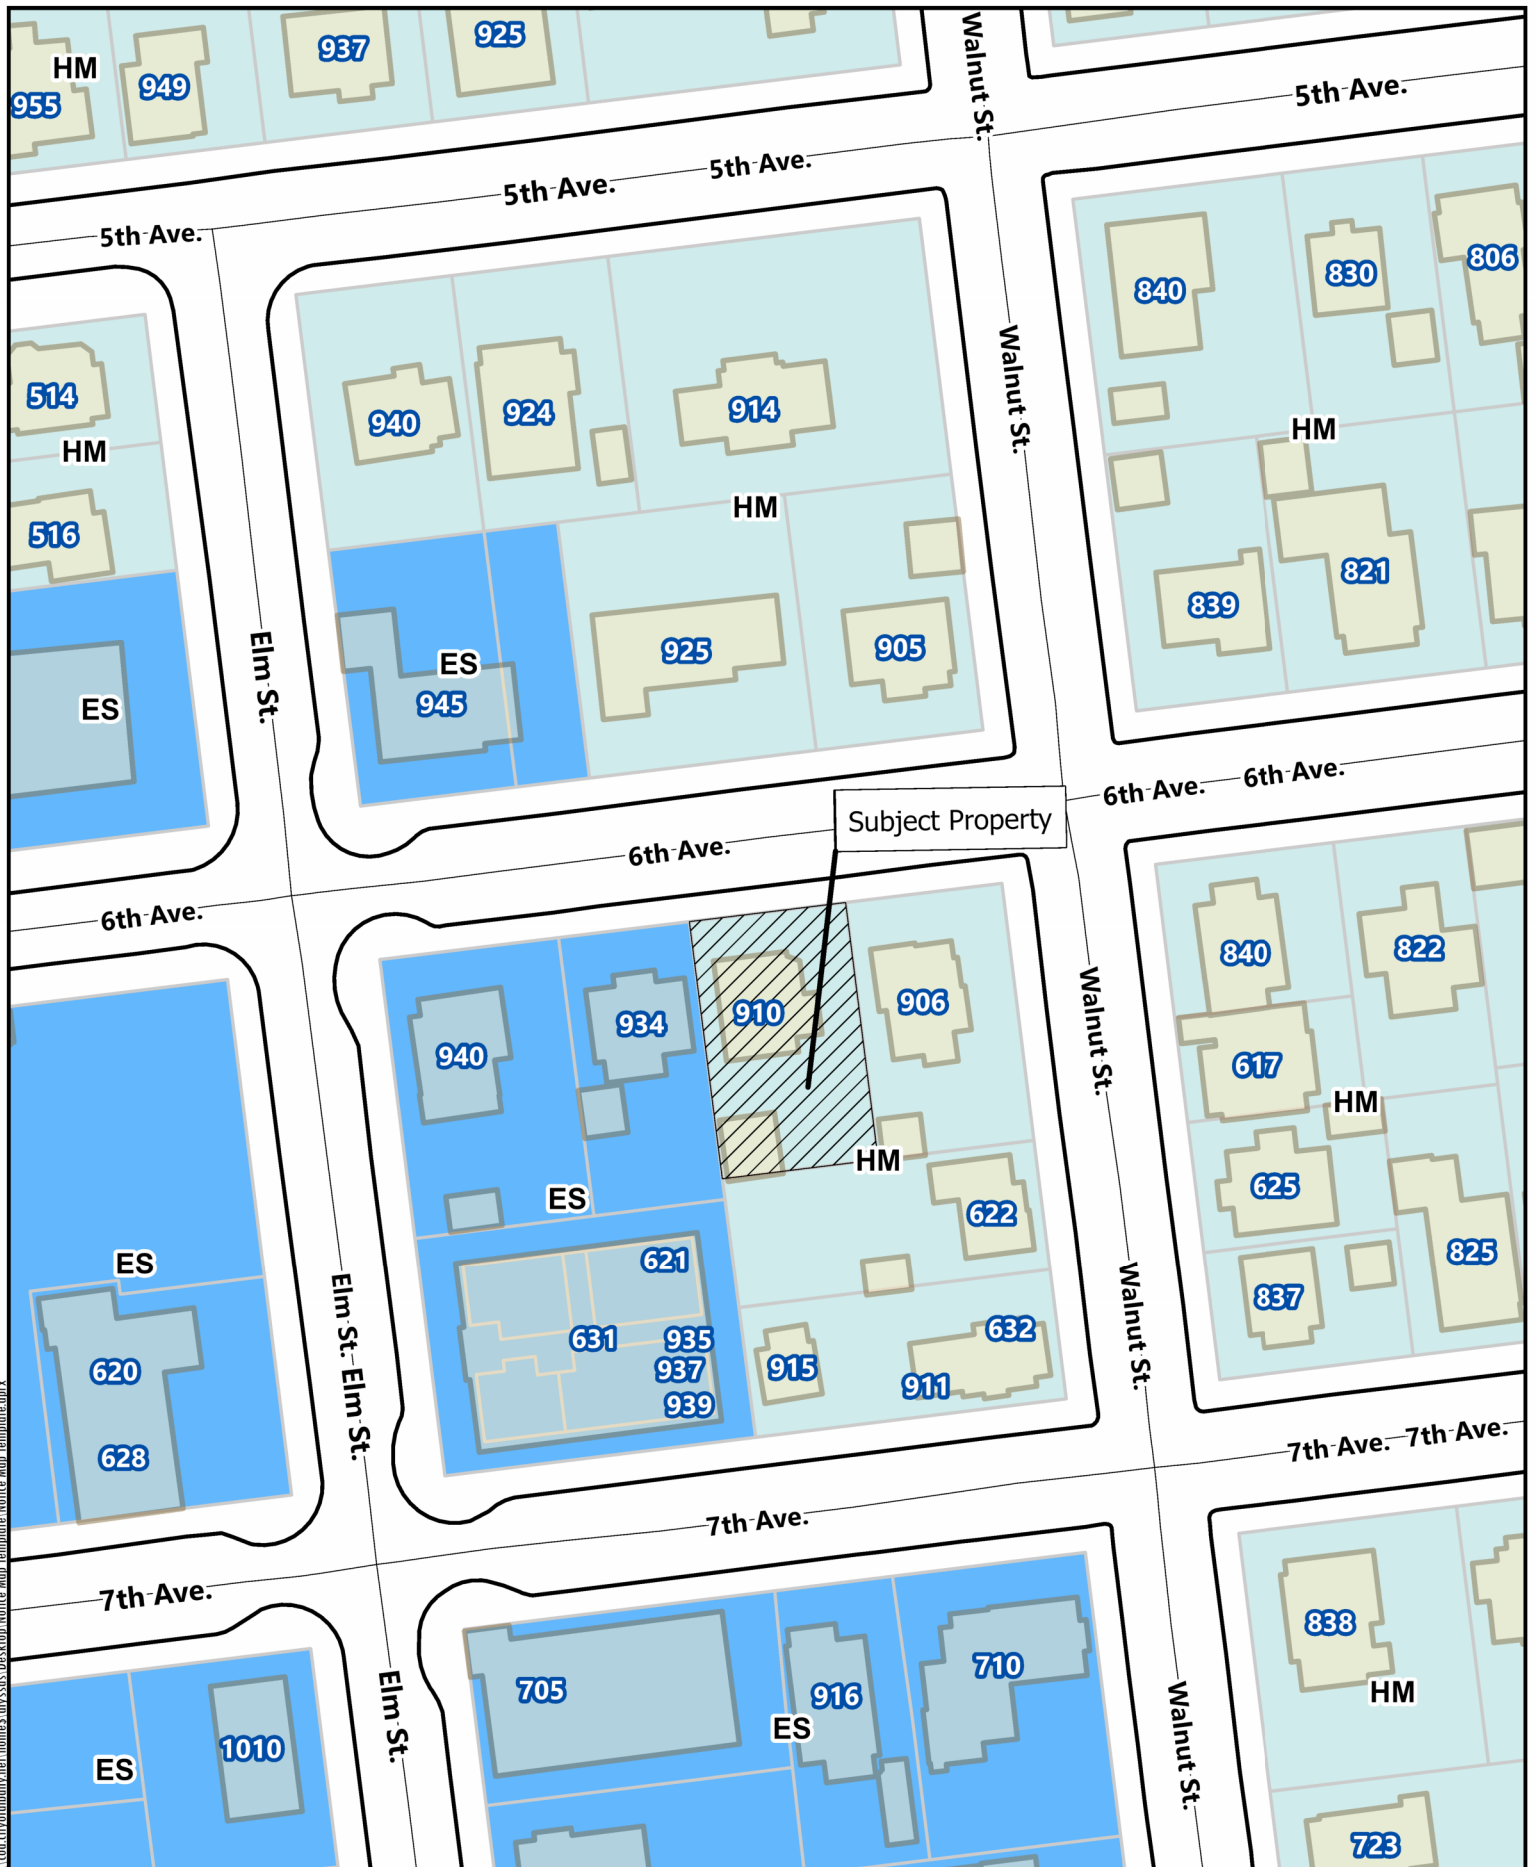 925
937
HM
949
955
Walnut St.
5th Ave.
5th Ave.
5th Ave.
5th Ave.
806
830
840
514
940
924
914
Walnut St.
HM
HM
HM
516
821
839
Elm St.
925
905
ES
945
ES
6th Ave.
6th Ave.
Subject Property
6th Ave.
6th Ave.
840
822
906
910
934
940
Walnut St.
617
HM
HM
625
ES
622
825
621
ES
837
Walnut St.
Elm St.
Elm St.
632
631
935
915
937
620
911
939
7th Ave.
7th Ave.
628
7th Ave.
7th Ave.
838
710
705
916
HM
ES
Elm St.
Walnut St.
1010
ES
723